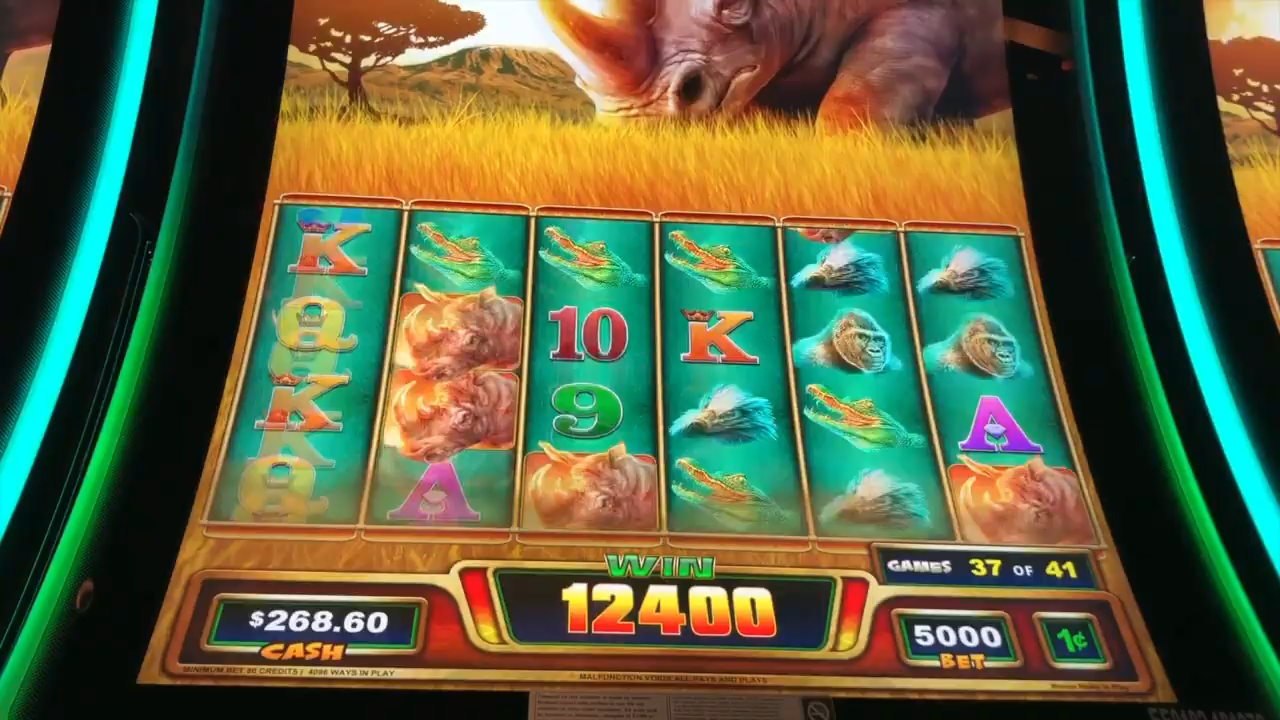 K
Q
K
Q
A
10
9
K
A
GAMES 37 OF 41
WIN
12400
$268.60
CASH
5000
BET
1¢
MINIMUM BET 80 CREDITS | 4096 WAYS IN PLAY
MALFUNCTION VOIDS ALL PAYS AND PLAYS